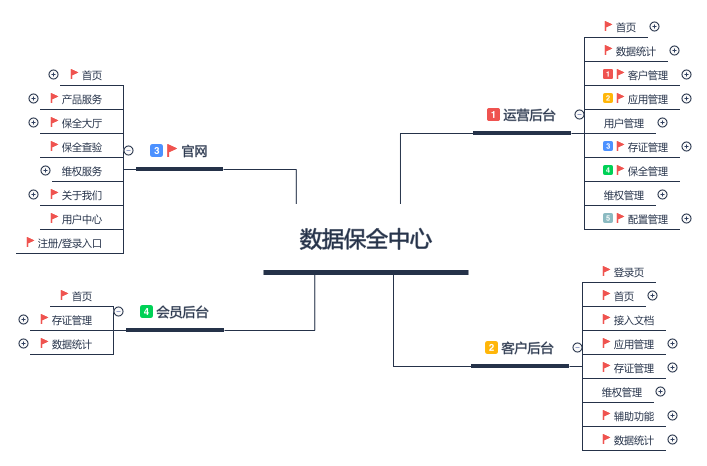 数据保全中心
1 运营后台
首页
数据统计
1 客户管理
2 应用管理
用户管理
3 存证管理
4 保全管理
维权管理
5 配置管理
2 客户后台
登录页
首页
接入文档
应用管理
存证管理
维权管理
辅助功能
数据统计
3 官网
首页
产品服务
保全大厅
保全查验
维权服务
关于我们
用户中心
注册/登录入口
4 会员后台
首页
存证管理
数据统计